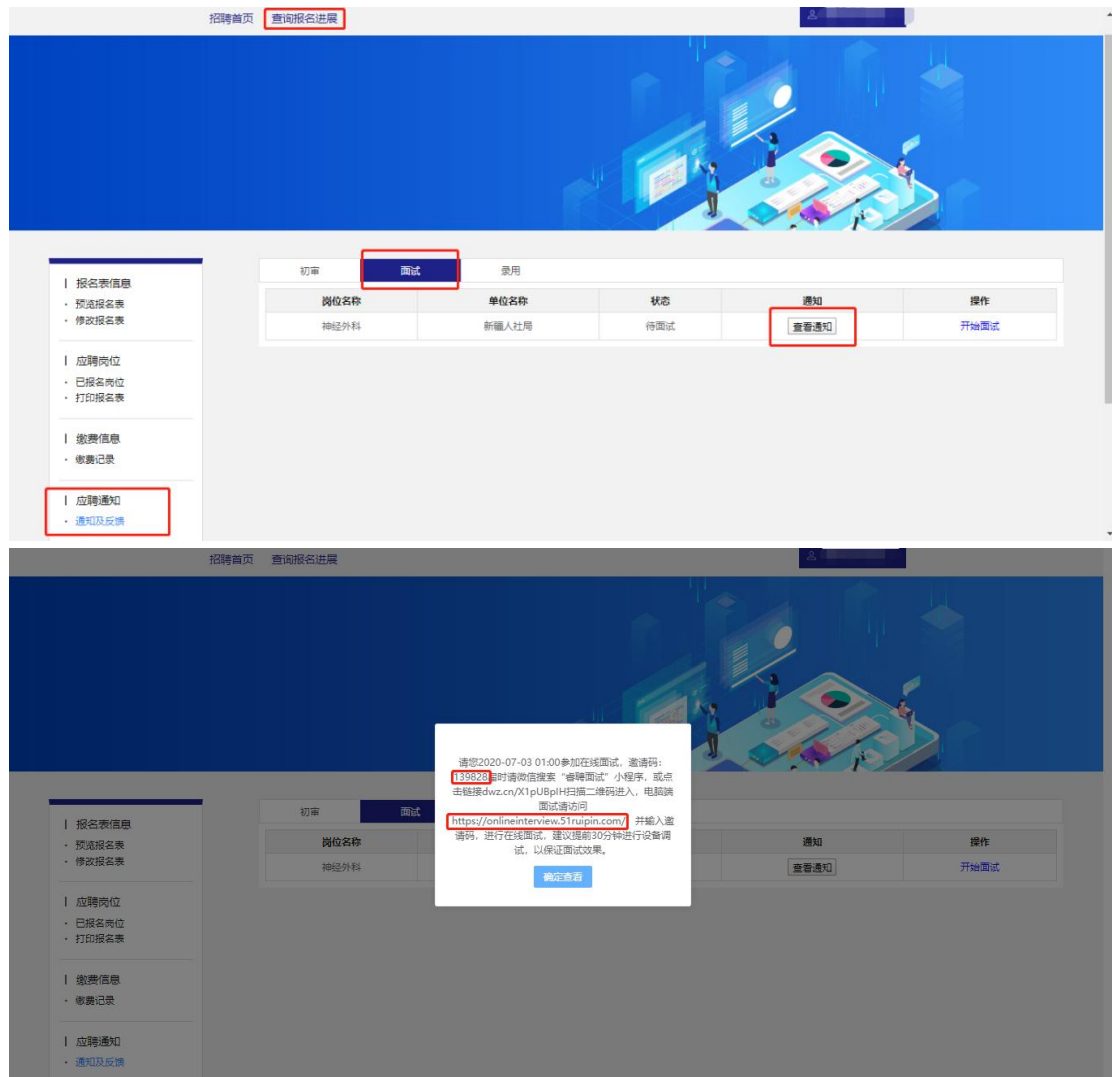 招聘首页 查询报名进展
报名表信息
· 预览报名表
· 修改报名表
应聘岗位
· 已报名岗位
· 打印报名表
缴费信息
· 缴费记录
应聘通知
· 通知及反馈
初审 面试 录用
岗位名称 单位名称 状态 通知 操作
神经外科 新疆人社局 待面试 查看通知 开始面试
招聘首页 查询报名进展
报名表信息
· 预览报名表
· 修改报名表
应聘岗位
· 已报名岗位
· 打印报名表
缴费信息
· 缴费记录
应聘通知
· 通知及反馈
初审 面试
岗位名称 通知 操作
神经外科 查看通知 开始面试
请您2020-07-03 01:00参加在线面试，邀请码：
139828届时请微信搜索“睿聘面试”小程序，或点
击链接dwz.cn/X1pUBpIH扫描二维码进入，电脑端
面试请访问
https://onlineinterview.51ruipin.com/，并输入邀
请码，进行在线面试，建议提前30分钟进行设备调
试，以保证面试效果。
确定查看